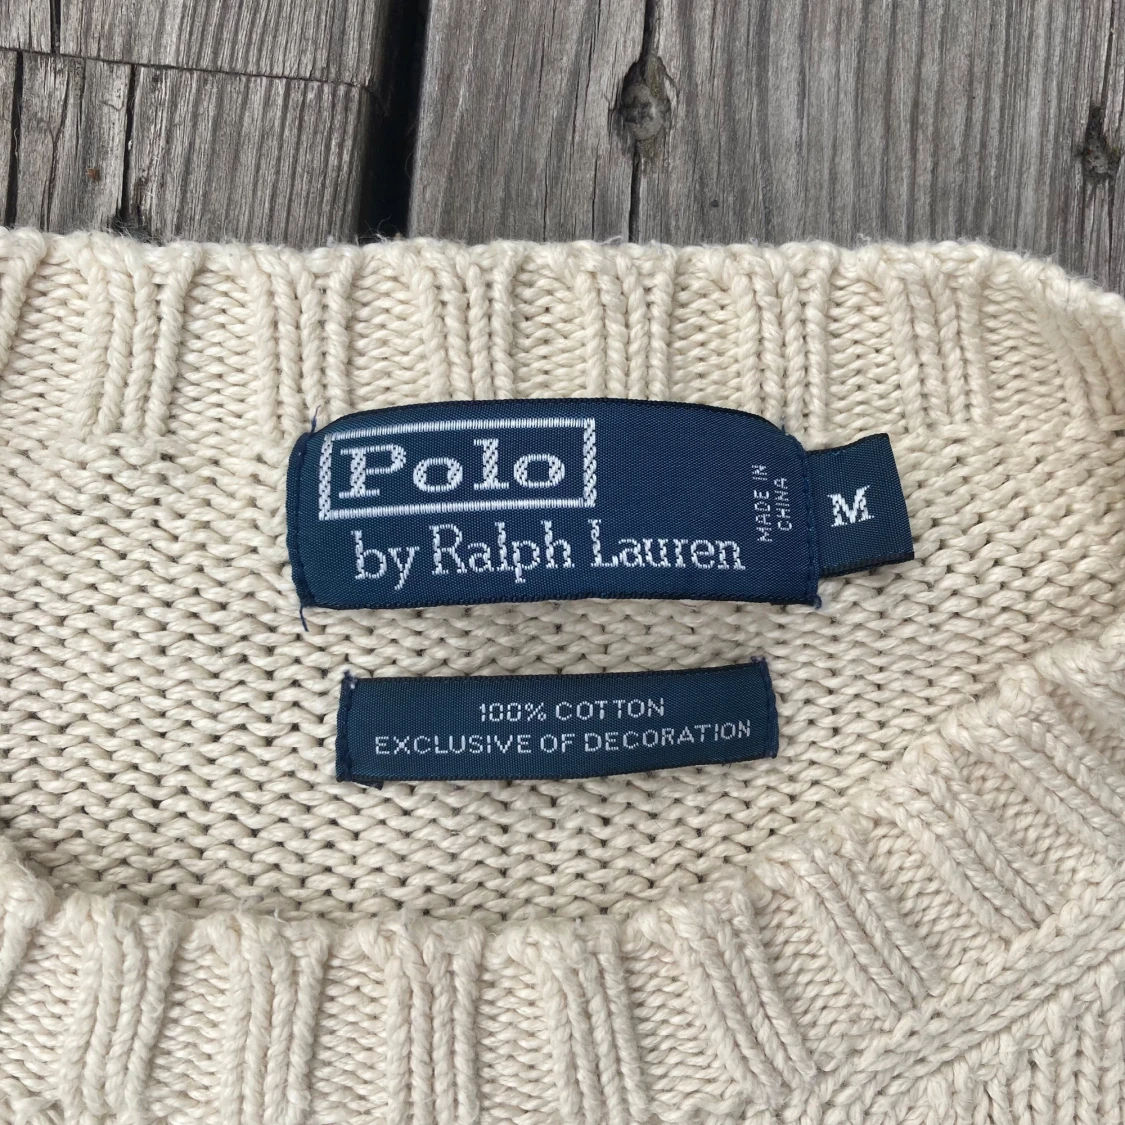 Polo
by Ralph Lauren
MADE IN
CHINA
M
100% COTTON
EXCLUSIVE OF DECORATION